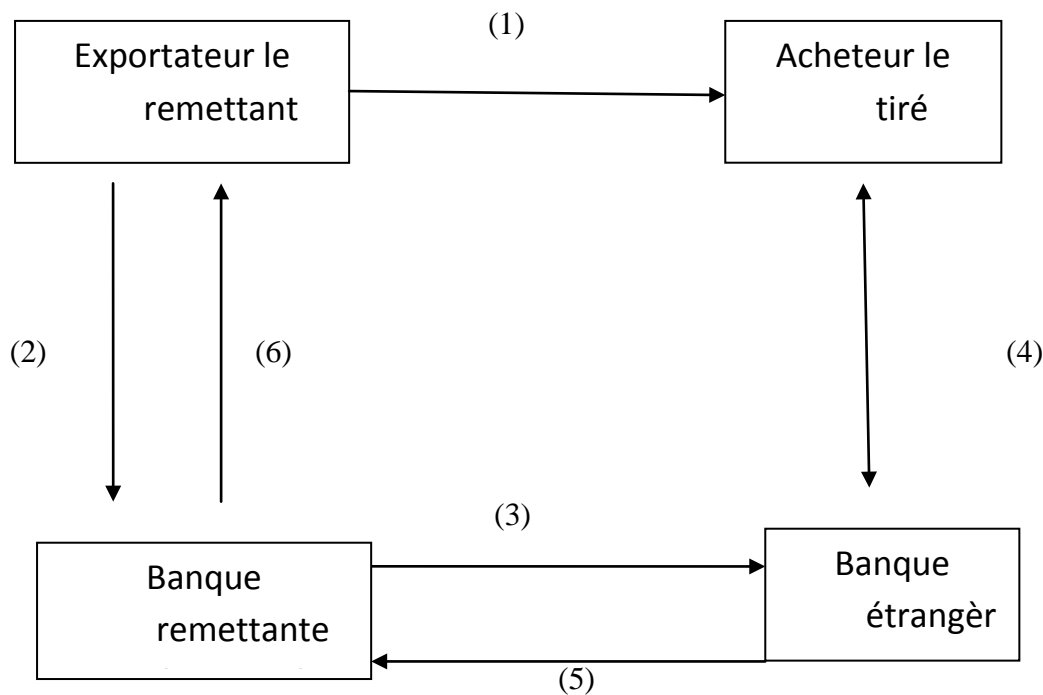 (1)
Exportateur le
remettant
Acheteur le
tiré
(2)
(6)
(4)
(3)
Banque
remettante
Banque
étrangèr
(5)